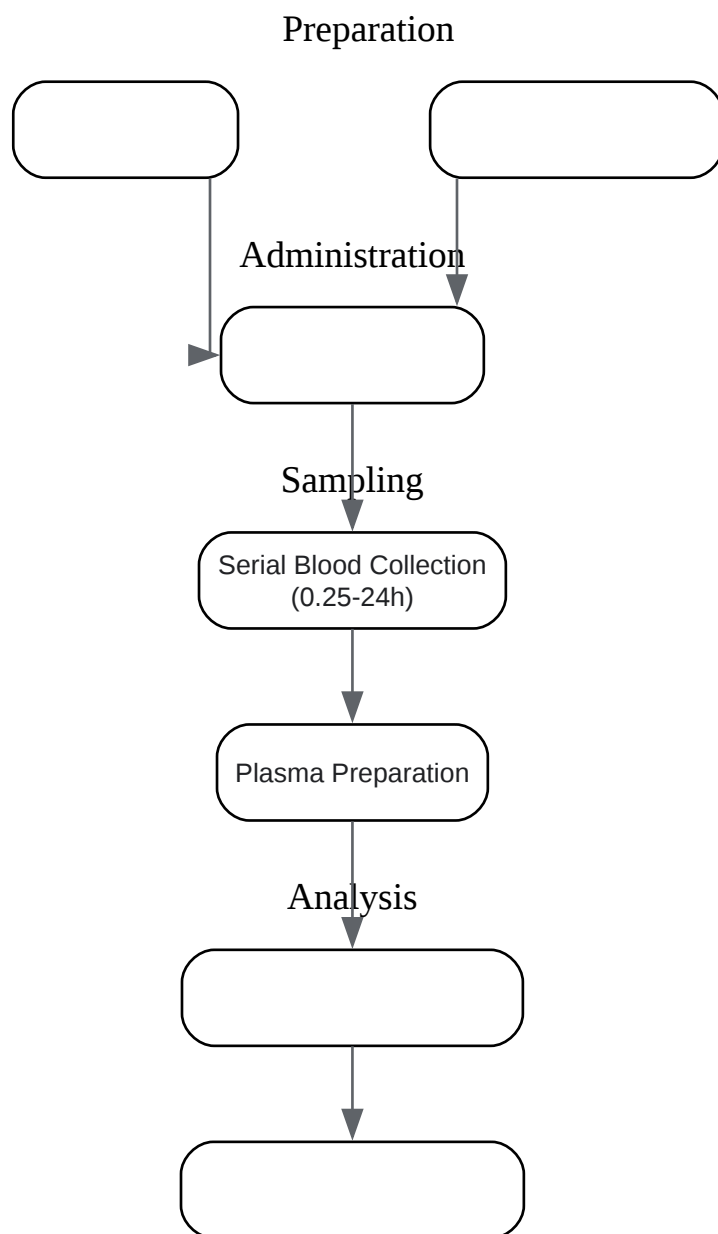 Preparation
Administration
Sampling
Serial Blood Collection
(0.25-24h)
Plasma Preparation
Analysis